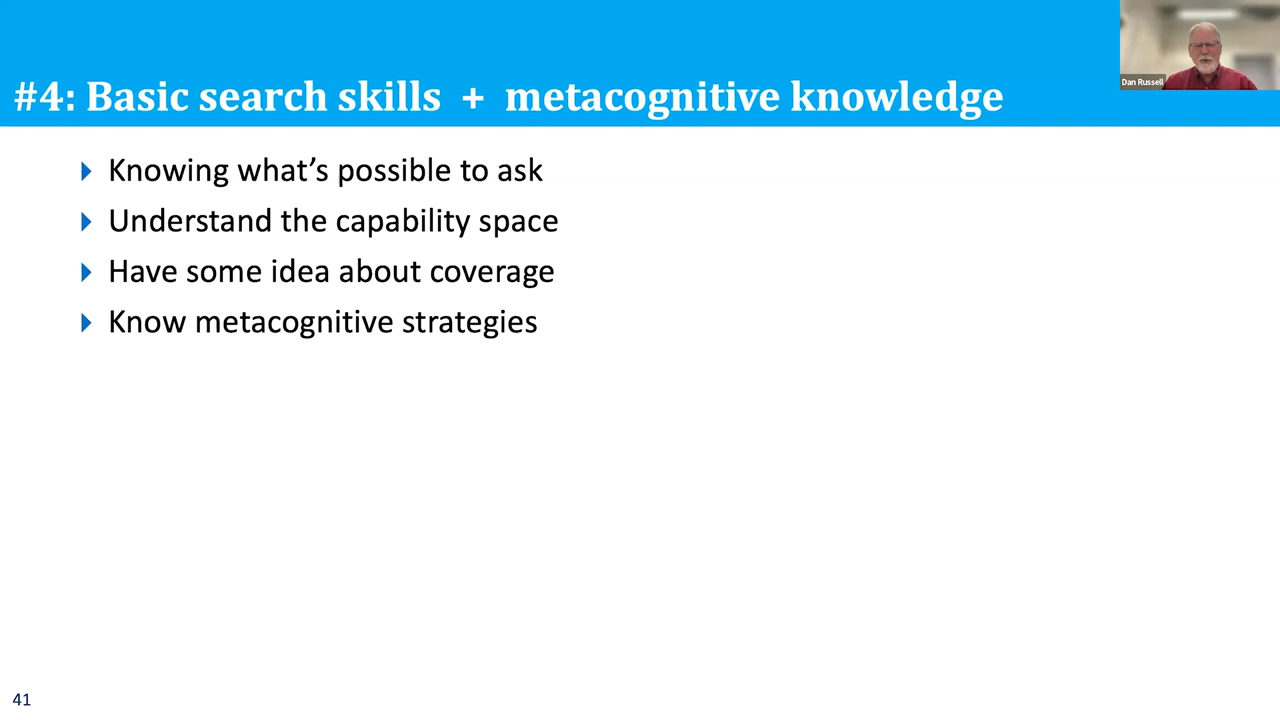 #4: Basic search skills + metacognitive knowledge
Dan Russell
Knowing what’s possible to ask
Understand the capability space
Have some idea about coverage
Know metacognitive strategies
41